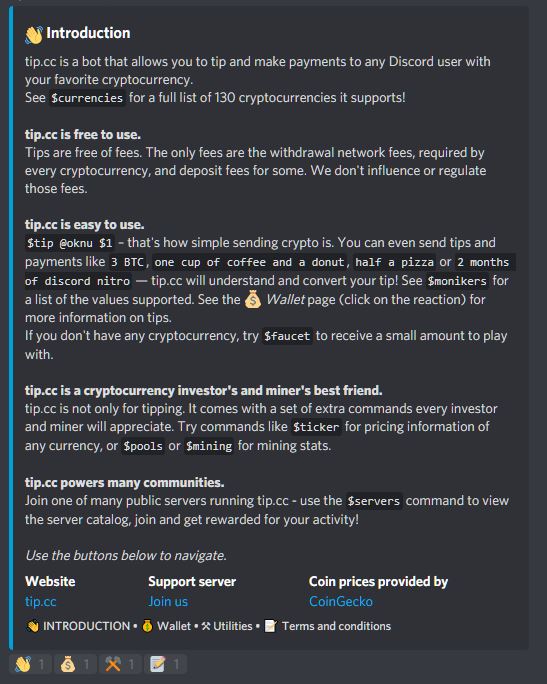 👋 Introduction
tip.cc is a bot that allows you to tip and make payments to any Discord user with
your favorite cryptocurrency.
See $currencies for a full list of 130 cryptocurrencies it supports!
tip.cc is free to use.
Tips are free of fees. The only fees are the withdrawal network fees, required by
every cryptocurrency, and deposit fees for some. We don't influence or regulate
those fees.
tip.cc is easy to use.
$tip @oknu $1 – that's how simple sending crypto is. You can even send tips and
payments like 3 BTC, one cup of coffee and a donut, half a pizza or 2 months
of discord nitro — tip.cc will understand and convert your tip! See $monikers for
a list of the values supported. See the 💰 Wallet page (click on the reaction) for
more information on tips.
If you don't have any cryptocurrency, try $faucet to receive a small amount to play
with.
tip.cc is a cryptocurrency investor's and miner's best friend.
tip.cc is not only for tipping. It comes with a set of extra commands every investor
and miner will appreciate. Try commands like $ticker for pricing information of
any currency, or $pools or $mining for mining stats.
tip.cc powers many communities.
Join one of many public servers running tip.cc - use the $servers command to view
the server catalog, join and get rewarded for your activity!
Use the buttons below to navigate.
Website Support server Coin prices provided by
tip.cc Join us CoinGecko
👋 INTRODUCTION • 💰 Wallet • ⚒ Utilities • 📝 Terms and conditions
👋 1 💰 1 ⚒ 1 📝 1